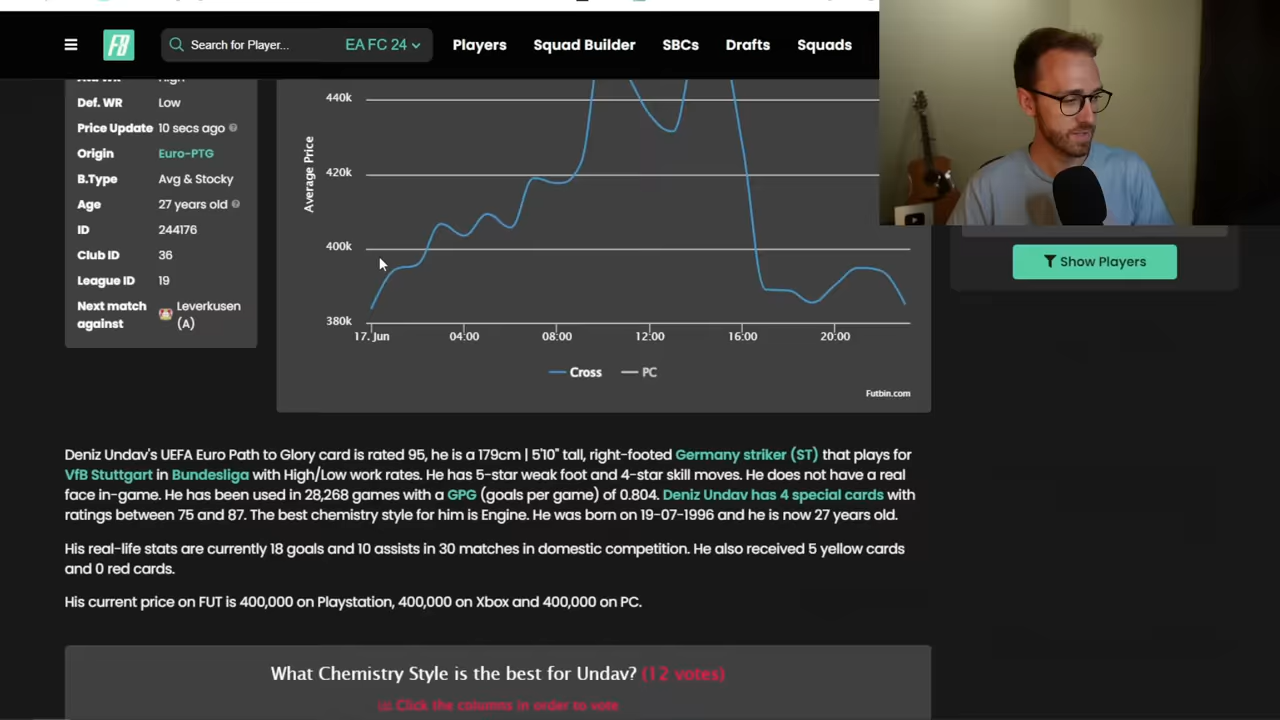 FB
Search for Player...
EA FC 24
Players
Squad Builder
SBCs
Drafts
Squads
High
Def. WR Low
Price Update 10 secs ago
Origin Euro-PTG
B.Type Avg & Stocky
Age 27 years old
ID 244176
Club ID 36
League ID 19
Next match against Leverkusen (A)
Average Price
440k
420k
400k
380k
17. Jun 04:00 08:00 12:00 16:00 20:00
Cross PC
Futbin.com
Show Players
Deniz Undav's UEFA Euro Path to Glory card is rated 95, he is a 179cm | 5'10" tall, right-footed Germany striker (ST) that plays for
VfB Stuttgart in Bundesliga with High/Low work rates. He has 5-star weak foot and 4-star skill moves. He does not have a real
face in-game. He has been used in 28,268 games with a GPG (goals per game) of 0.804. Deniz Undav has 4 special cards with
ratings between 75 and 87. The best chemistry style for him is Engine. He was born on 19-07-1996 and he is now 27 years old.
His real-life stats are currently 18 goals and 10 assists in 30 matches in domestic competition. He also received 5 yellow cards
and 0 red cards.
His current price on FUT is 400,000 on Playstation, 400,000 on Xbox and 400,000 on PC.
What Chemistry Style is the best for Undav? (12 votes)
Click the columns in order to vote